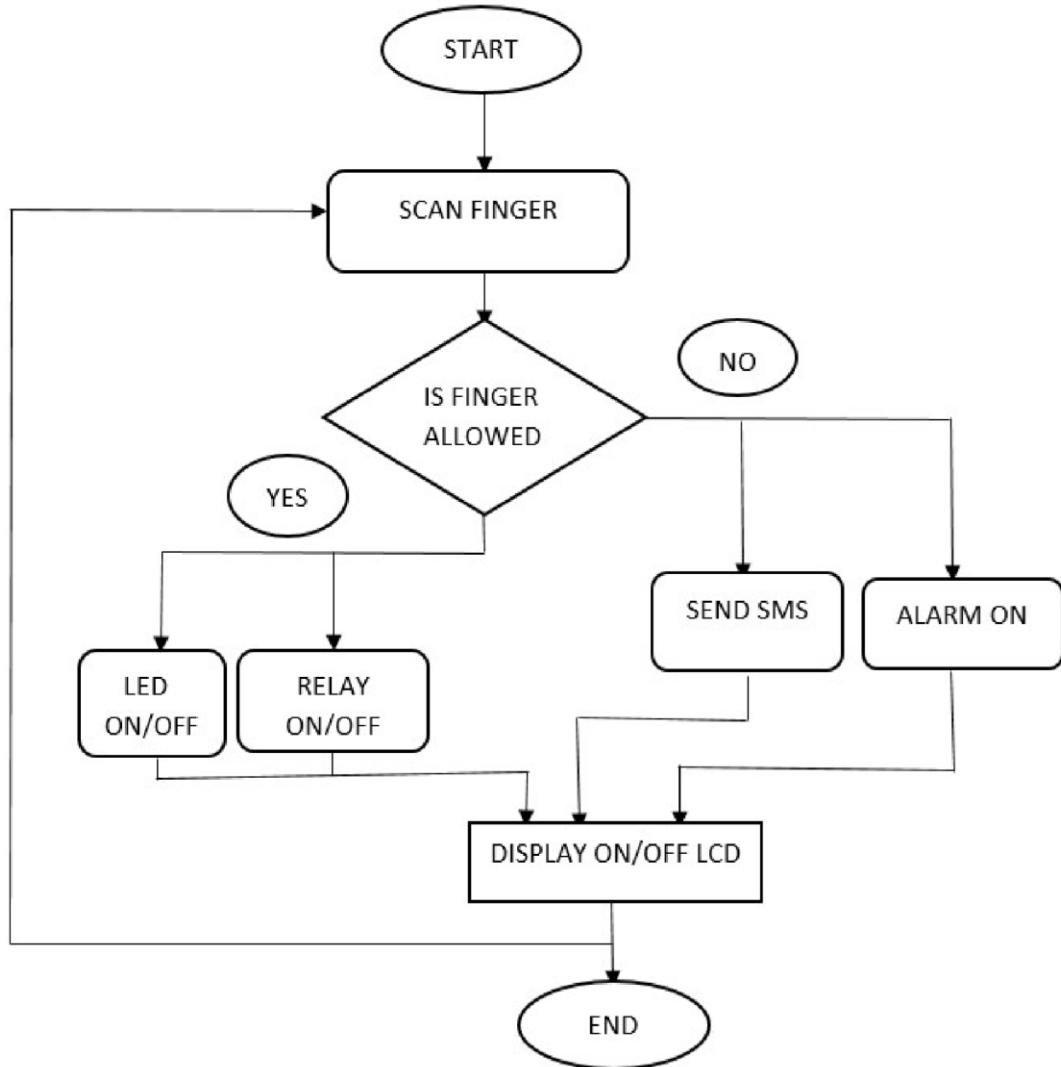 START
SCAN FINGER
NO
IS FINGER
ALLOWED
YES
SEND SMS
ALARM ON
LED
ON/OFF
RELAY
ON/OFF
DISPLAY ON/OFF LCD
END